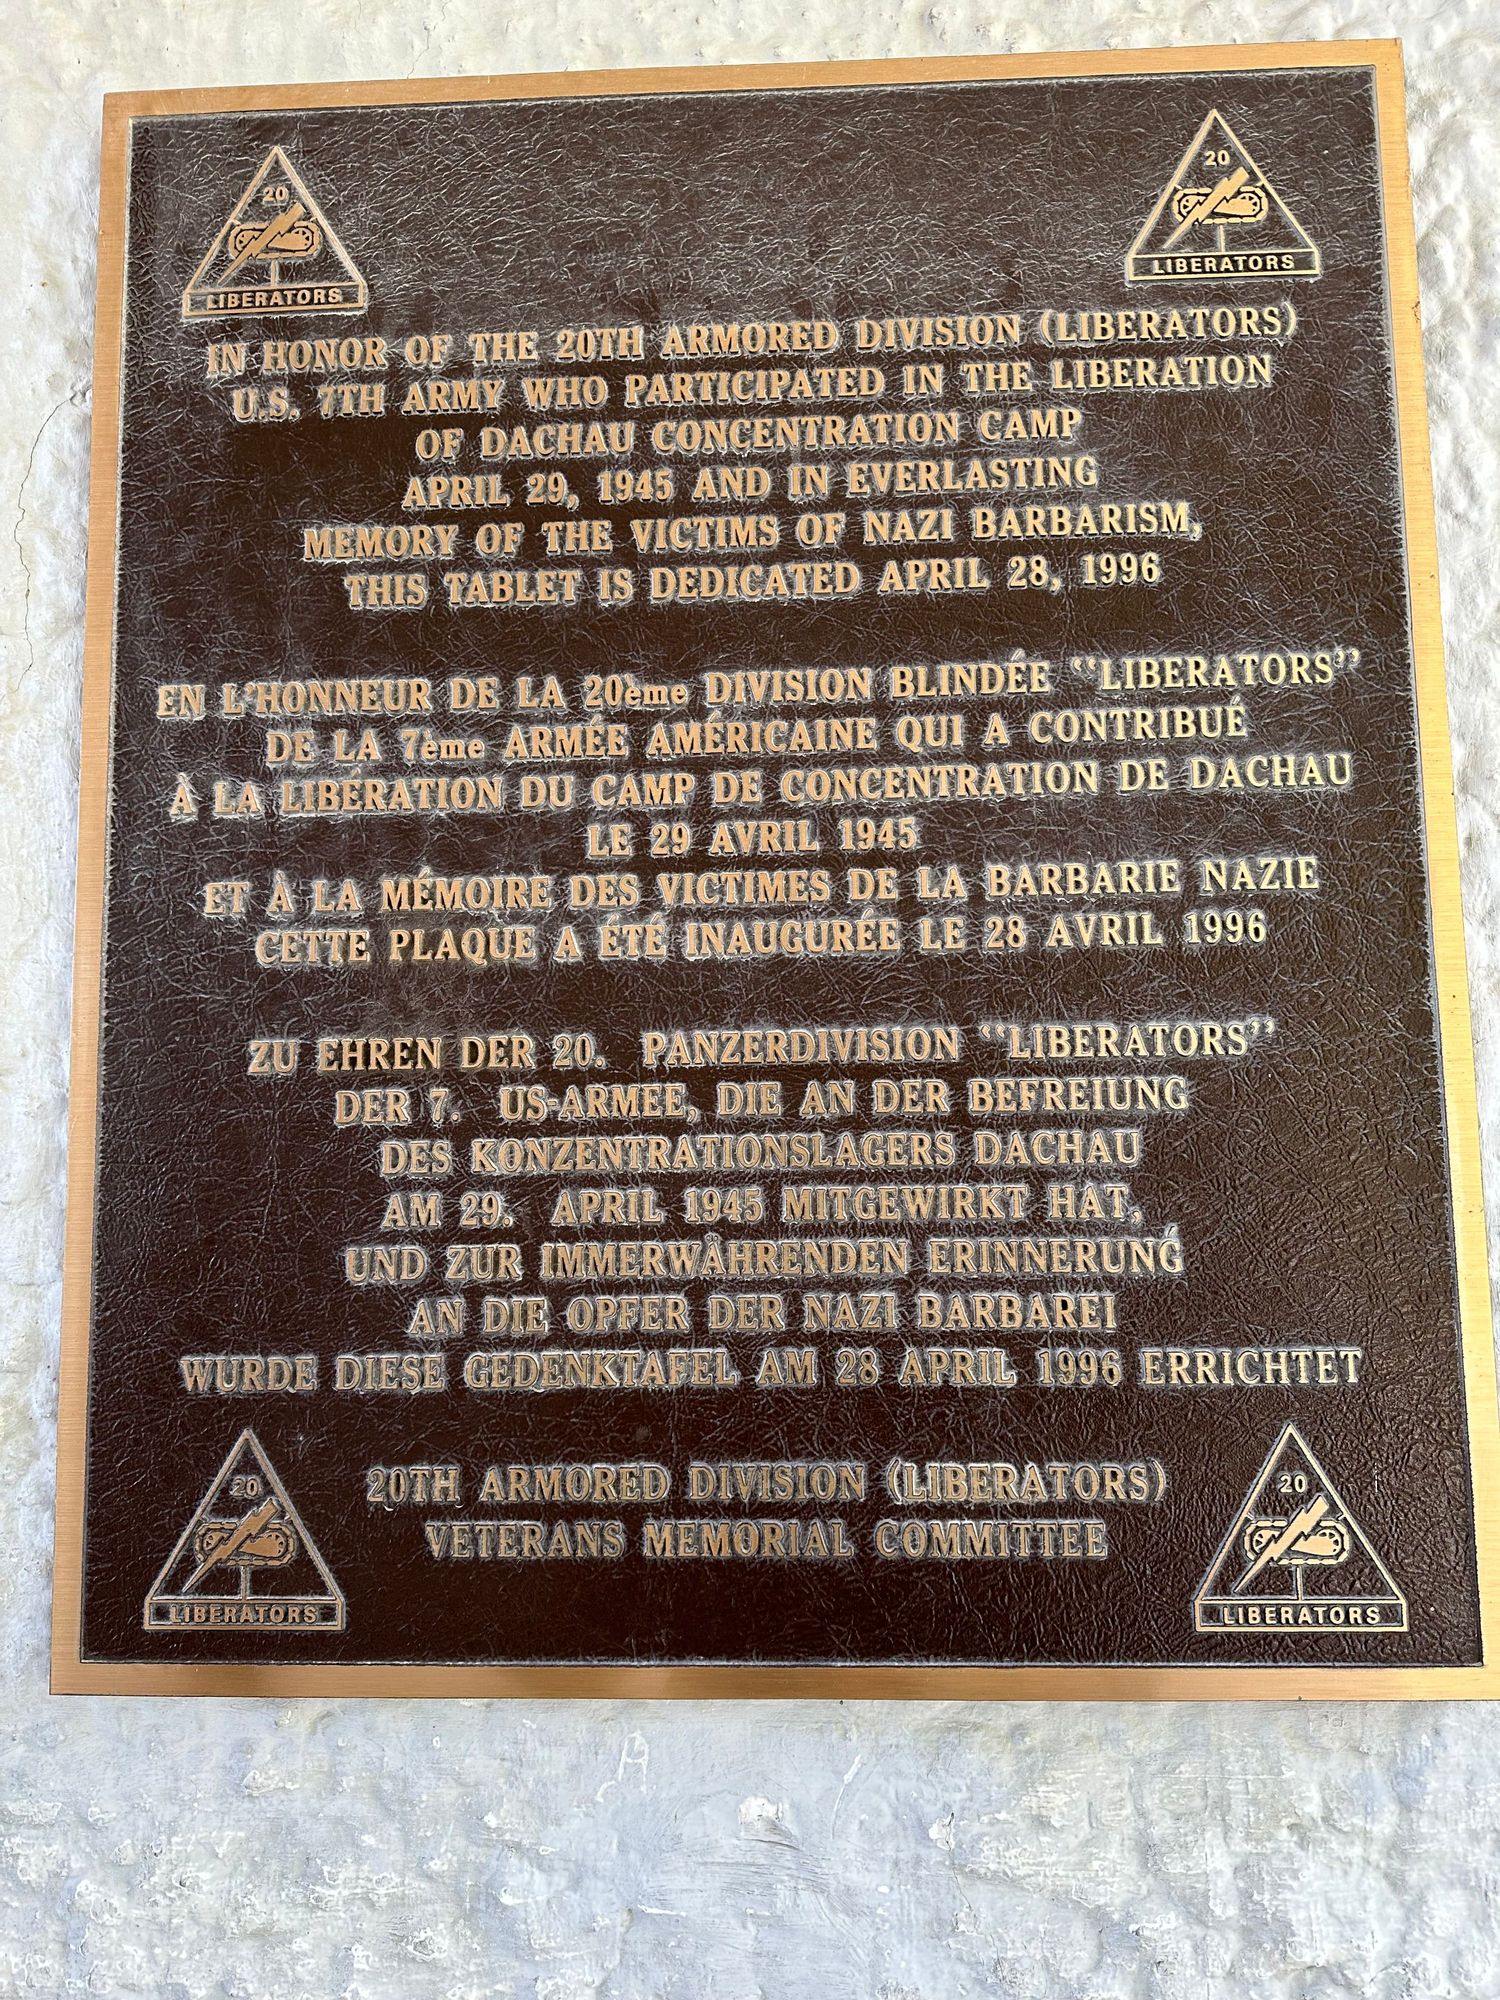 20
LIBERATORS
20
LIBERATORS
IN HONOR OF THE 20TH ARMORED DIVISION (LIBERATORS)
U.S. 7TH ARMY WHO PARTICIPATED IN THE LIBERATION
OF DACHAU CONCENTRATION CAMP
APRIL 29, 1945 AND IN EVERLASTING
MEMORY OF THE VICTIMS OF NAZI BARBARISM,
THIS TABLET IS DEDICATED APRIL 28, 1996
EN L'HONNEUR DE LA 20ème DIVISION BLINDÉE “LIBERATORS”
DE LA 7ème ARMÉE AMÉRICAINE QUI A CONTRIBUÉ
À LA LIBÉRATION DU CAMP DE CONCENTRATION DE DACHAU
LE 29 AVRIL 1945
ET À LA MÉMOIRE DES VICTIMES DE LA BARBARIE NAZIE
CETTE PLAQUE A ÉTÉ INAUGURÉE LE 28 AVRIL 1996
ZU EHREN DER 20. PANZERDIVISION “LIBERATORS”
DER 7. US-ARMEE, DIE AN DER BEFREIUNG
DES KONZENTRATIONSLAGERS DACHAU
AM 29. APRIL 1945 MITGEWIRKT HAT,
UND ZUR IMMERWÄHRENDEN ERINNERUNG
AN DIE OPFER DER NAZI BARBAREI
WURDE DIESE GEDENKTAFEL AM 28 APRIL 1996 ERRICHTET
20TH ARMORED DIVISION (LIBERATORS)
VETERANS MEMORIAL COMMITTEE
20
LIBERATORS
20
LIBERATORS